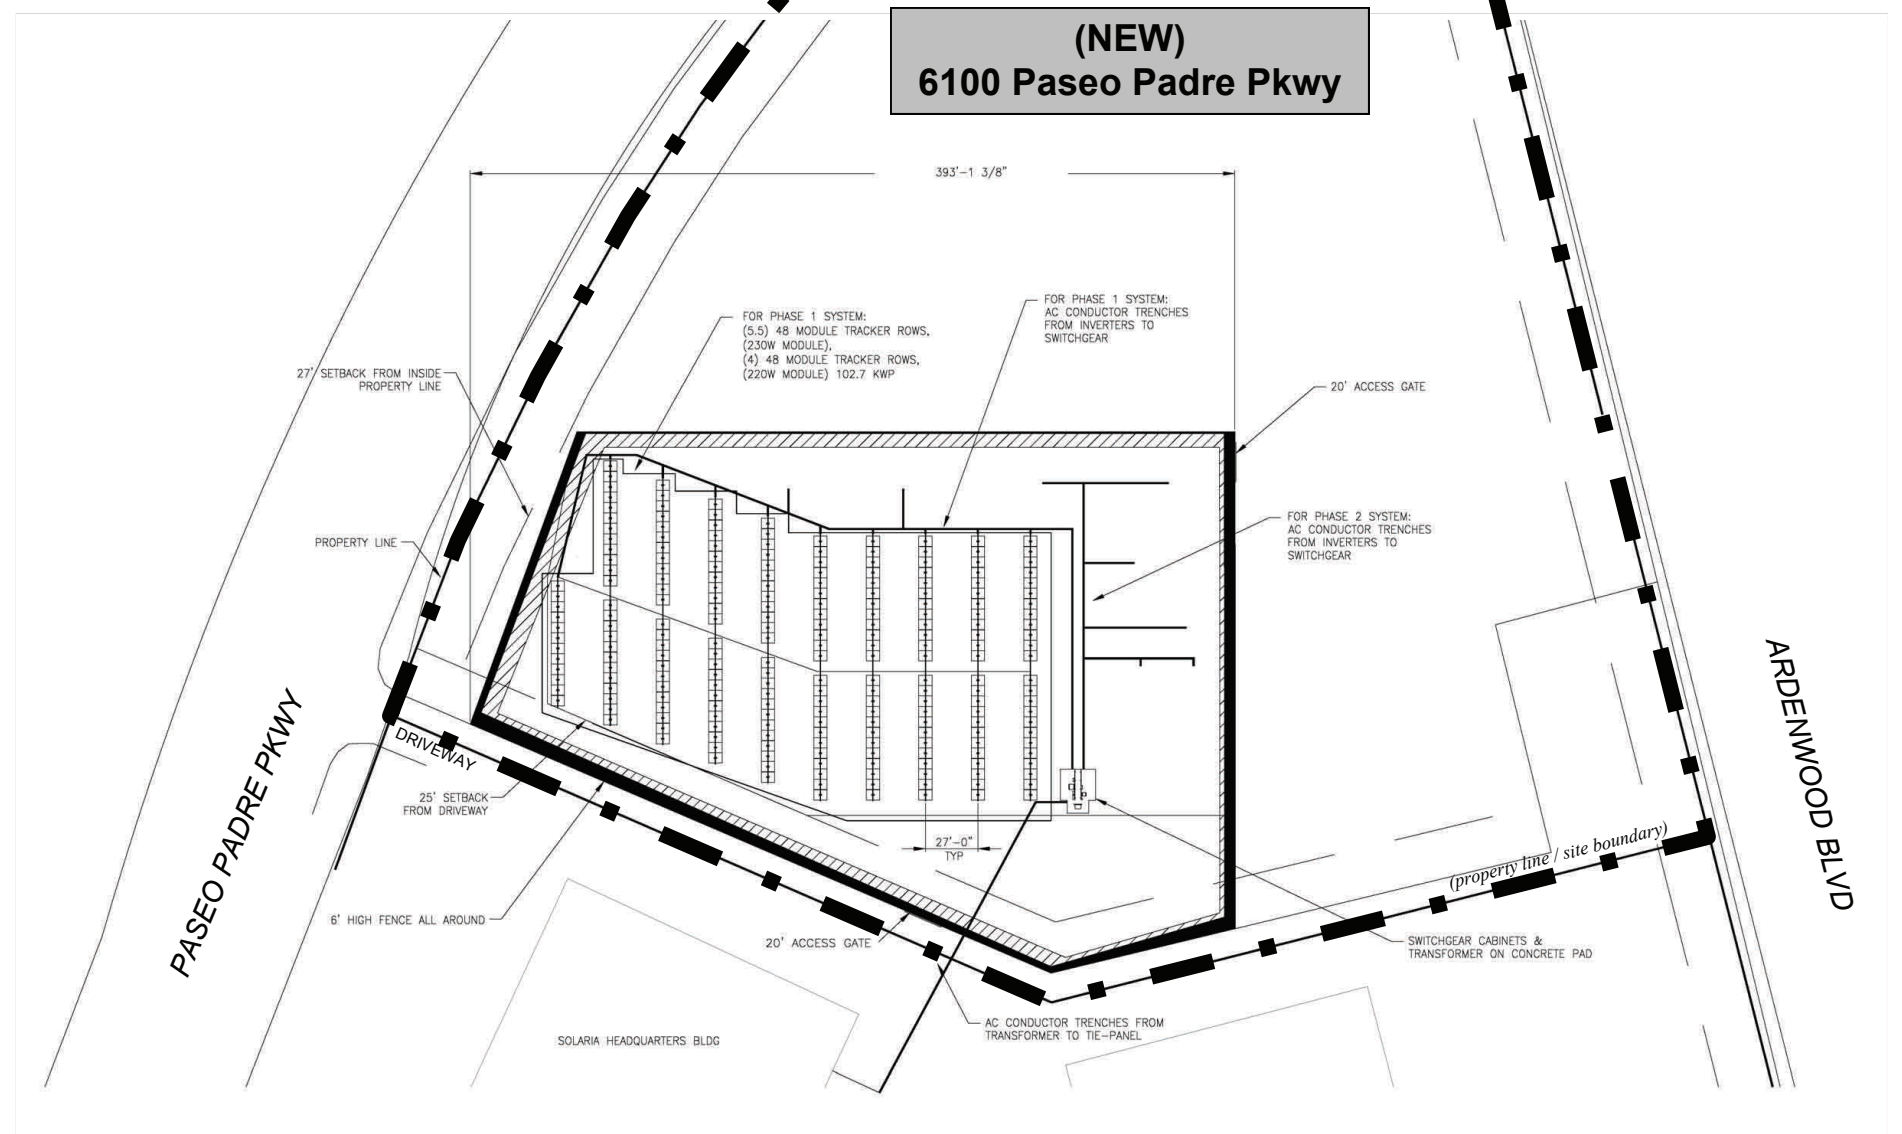 (NEW)
6100 Paseo Padre Pkwy
393'-1 3/8"
FOR PHASE 1 SYSTEM:
(5.5) 48 MODULE TRACKER ROWS,
(230W MODULE),
(4) 48 MODULE TRACKER ROWS,
(220W MODULE) 102.7 KWP
FOR PHASE 1 SYSTEM:
AC CONDUCTOR TRENCHES
FROM INVERTERS TO
SWITCHGEAR
27' SETBACK FROM INSIDE
PROPERTY LINE
20' ACCESS GATE
PROPERTY LINE
FOR PHASE 2 SYSTEM:
AC CONDUCTOR TRENCHES
FROM INVERTERS TO
SWITCHGEAR
PASEO PADRE PKWY
DRIVEWAY
ARDENWOOD BLVD
25' SETBACK
FROM DRIVEWAY
27'-0"
TYP
(property line / site boundary)
6' HIGH FENCE ALL AROUND
20' ACCESS GATE
SWITCHGEAR CABINETS &
TRANSFORMER ON CONCRETE PAD
AC CONDUCTOR TRENCHES FROM
TRANSFORMER TO TIE-PANEL
SOLARIA HEADQUARTERS BLDG